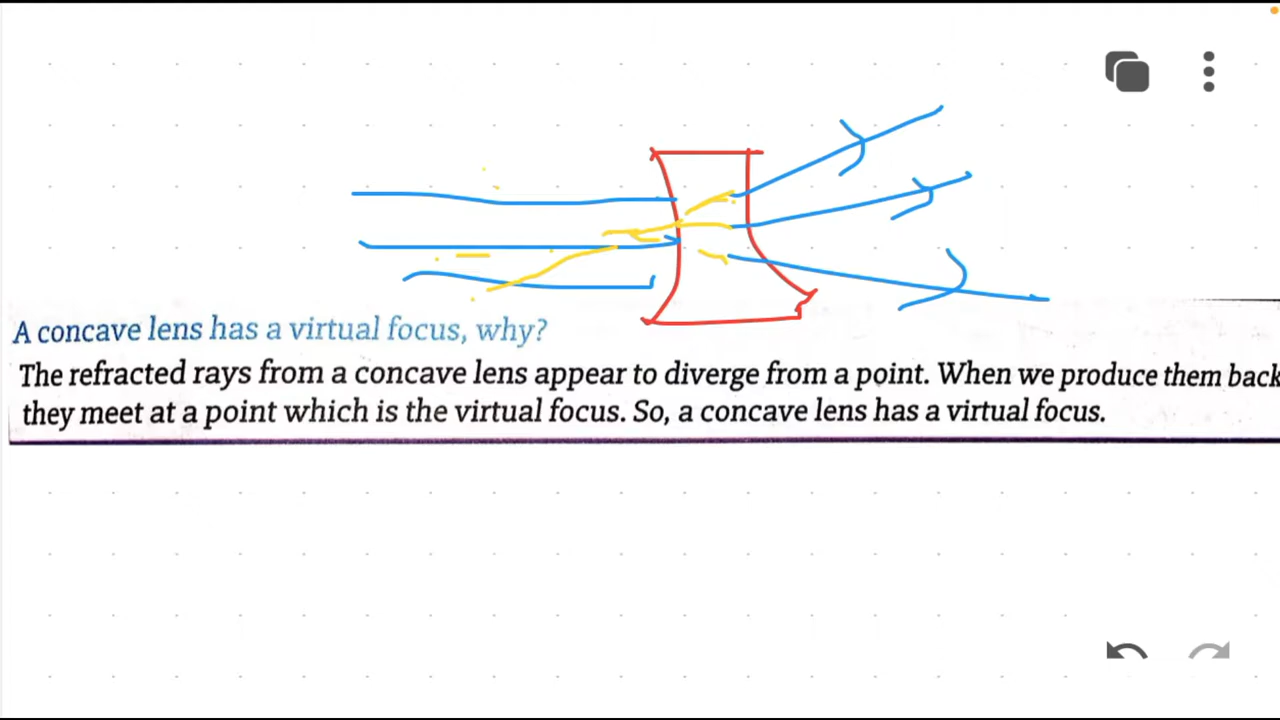 A concave lens has a virtual focus, why?
The refracted rays from a concave lens appear to diverge from a point. When we produce them back
they meet at a point which is the virtual focus. So, a concave lens has a virtual focus.